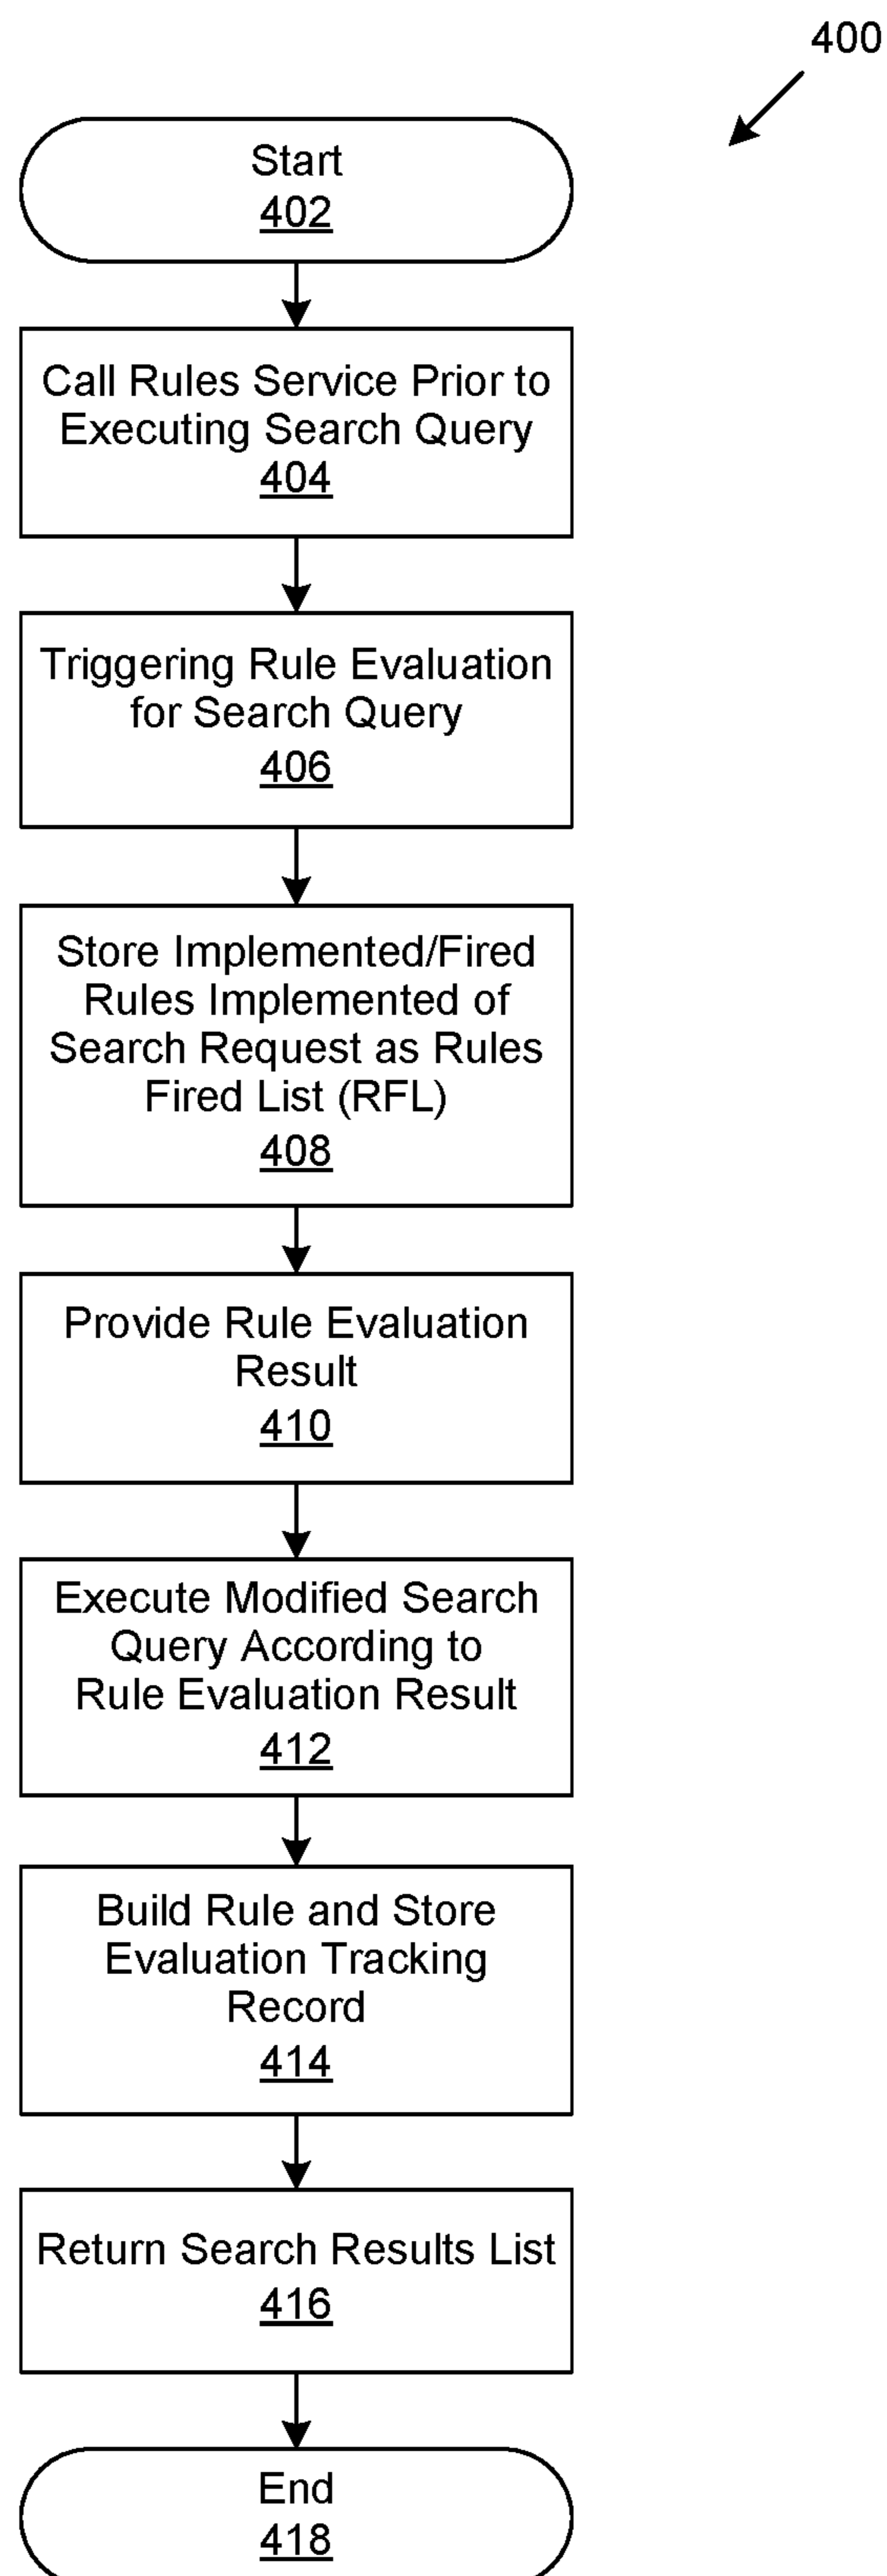 400
Start
402
Call Rules Service Prior to
Executing Search Query
404
Triggering Rule Evaluation
for Search Query
406
Store Implemented/Fired
Rules Implemented of
Search Request as Rules
Fired List (RFL)
408
Provide Rule Evaluation
Result
410
Execute Modified Search
Query According to
Rule Evaluation Result
412
Build Rule and Store
Evaluation Tracking
Record
414
Return Search Results List
416
End
418